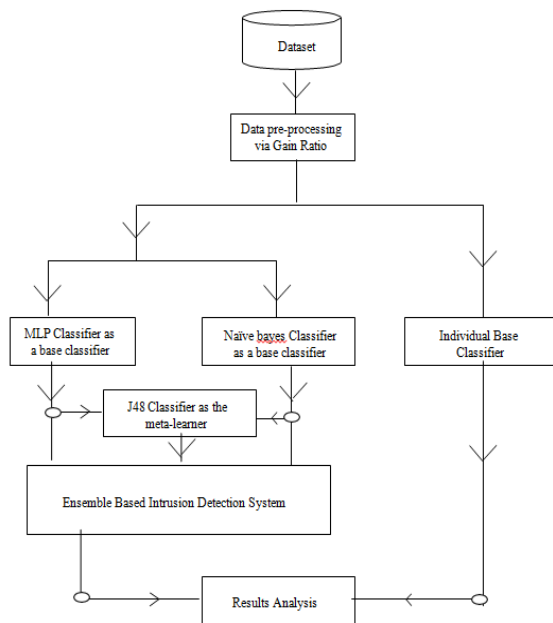 Dataset
Data pre-processing
via Gain Ratio
MLP Classifier as
a base classifier
Naïve bayes Classifier
as a base classifier
Individual Base
Classifier
J48 Classifier as the
meta-learner
Ensemble Based Intrusion Detection System
Results Analysis